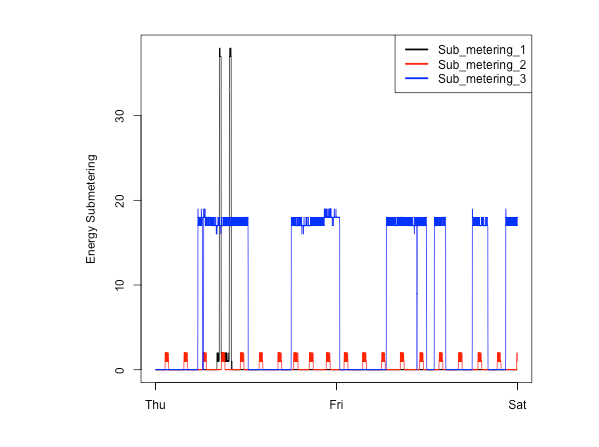 Sub_metering_1
Sub_metering_2
Sub_metering_3
Energy Submetering
30
20
10
0
Thu Fri Sat